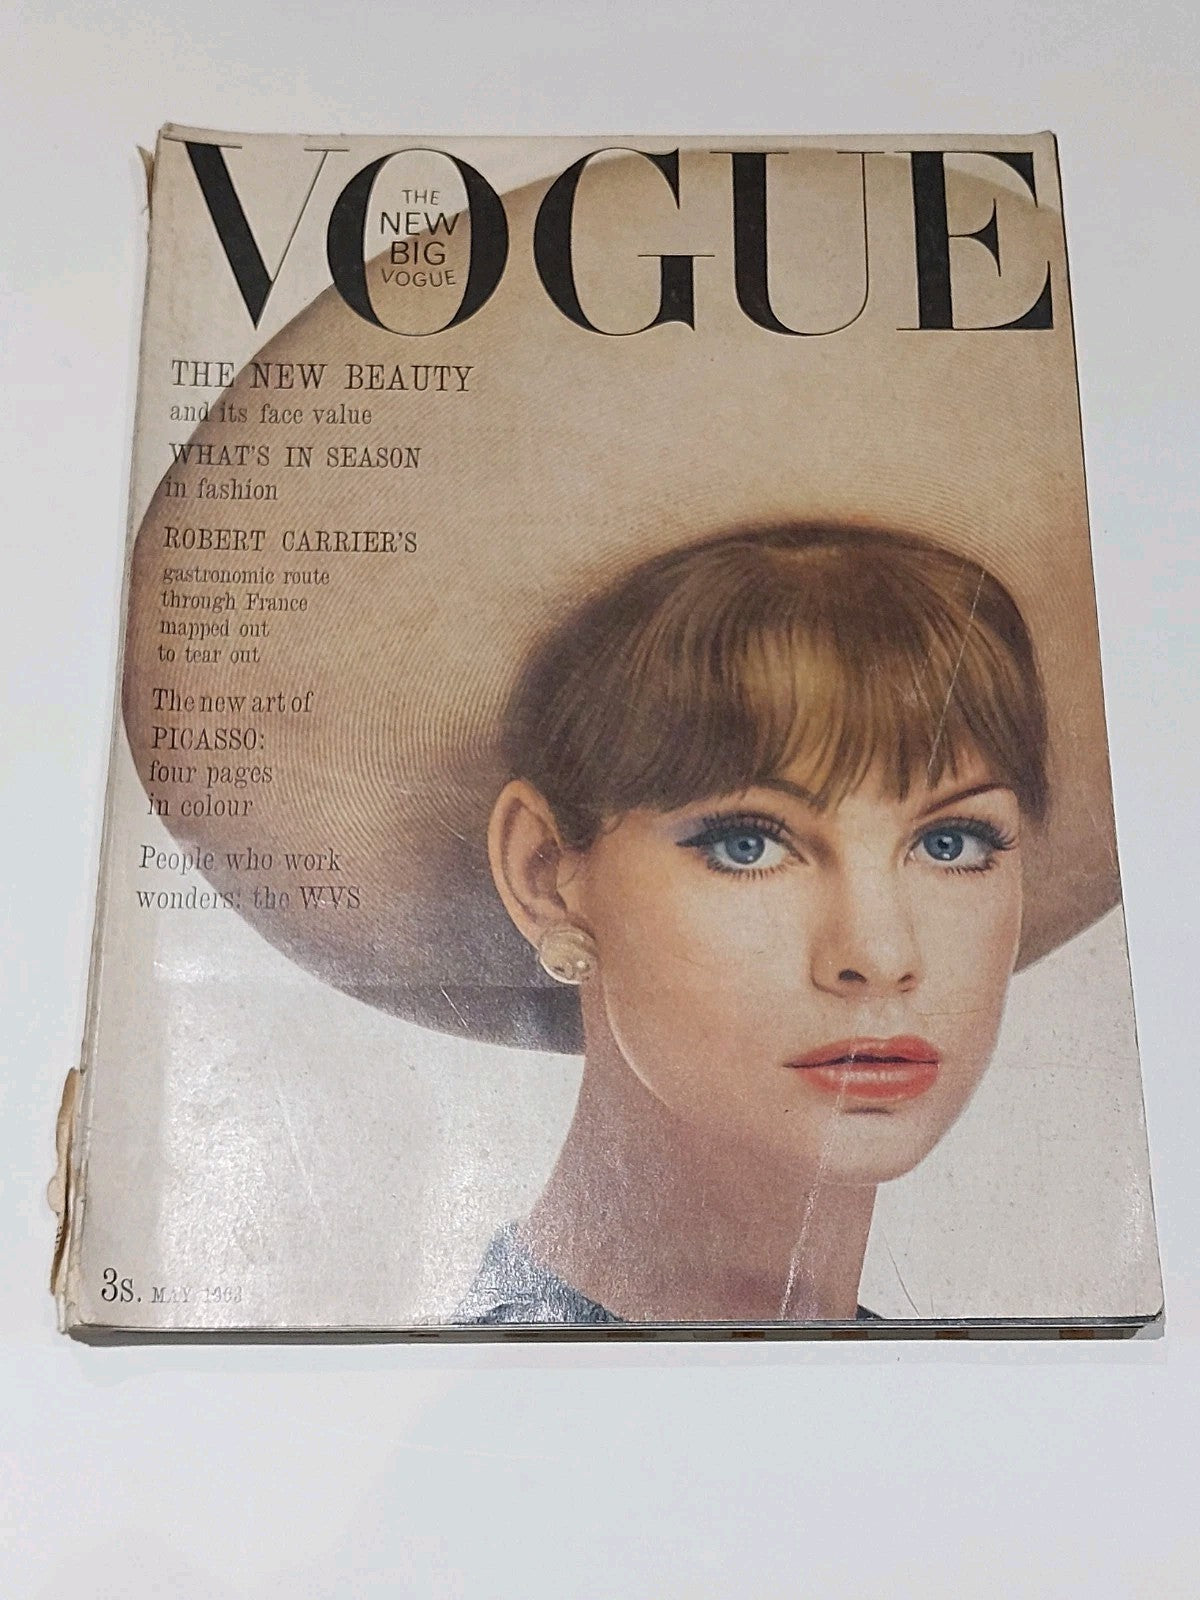 VOGUE
THE
NEW
BIG
VOGUE
THE NEW BEAUTY
and its face value
WHAT'S IN SEASON
in fashion
ROBERT CARRIER'S
gastronomic route
through France
mapped out
to tear out
The new art of
PICASSO:
four pages
in colour
People who work
wonders: the WVS
3s. MAY 1963